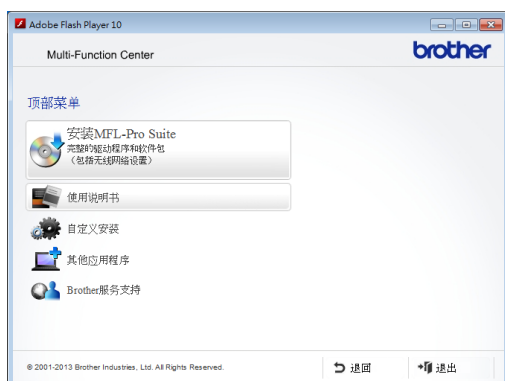 Adobe Flash Player 10
Multi-Function Center
brother
顶部菜单
安装MFL-Pro Suite
完整的驱动程序和软件包
（包括无线网络设置）
使用说明书
自定义安装
其他应用程序
Brother服务支持
© 2001-2013 Brother Industries, Ltd. All Rights Reserved.
退回
退出